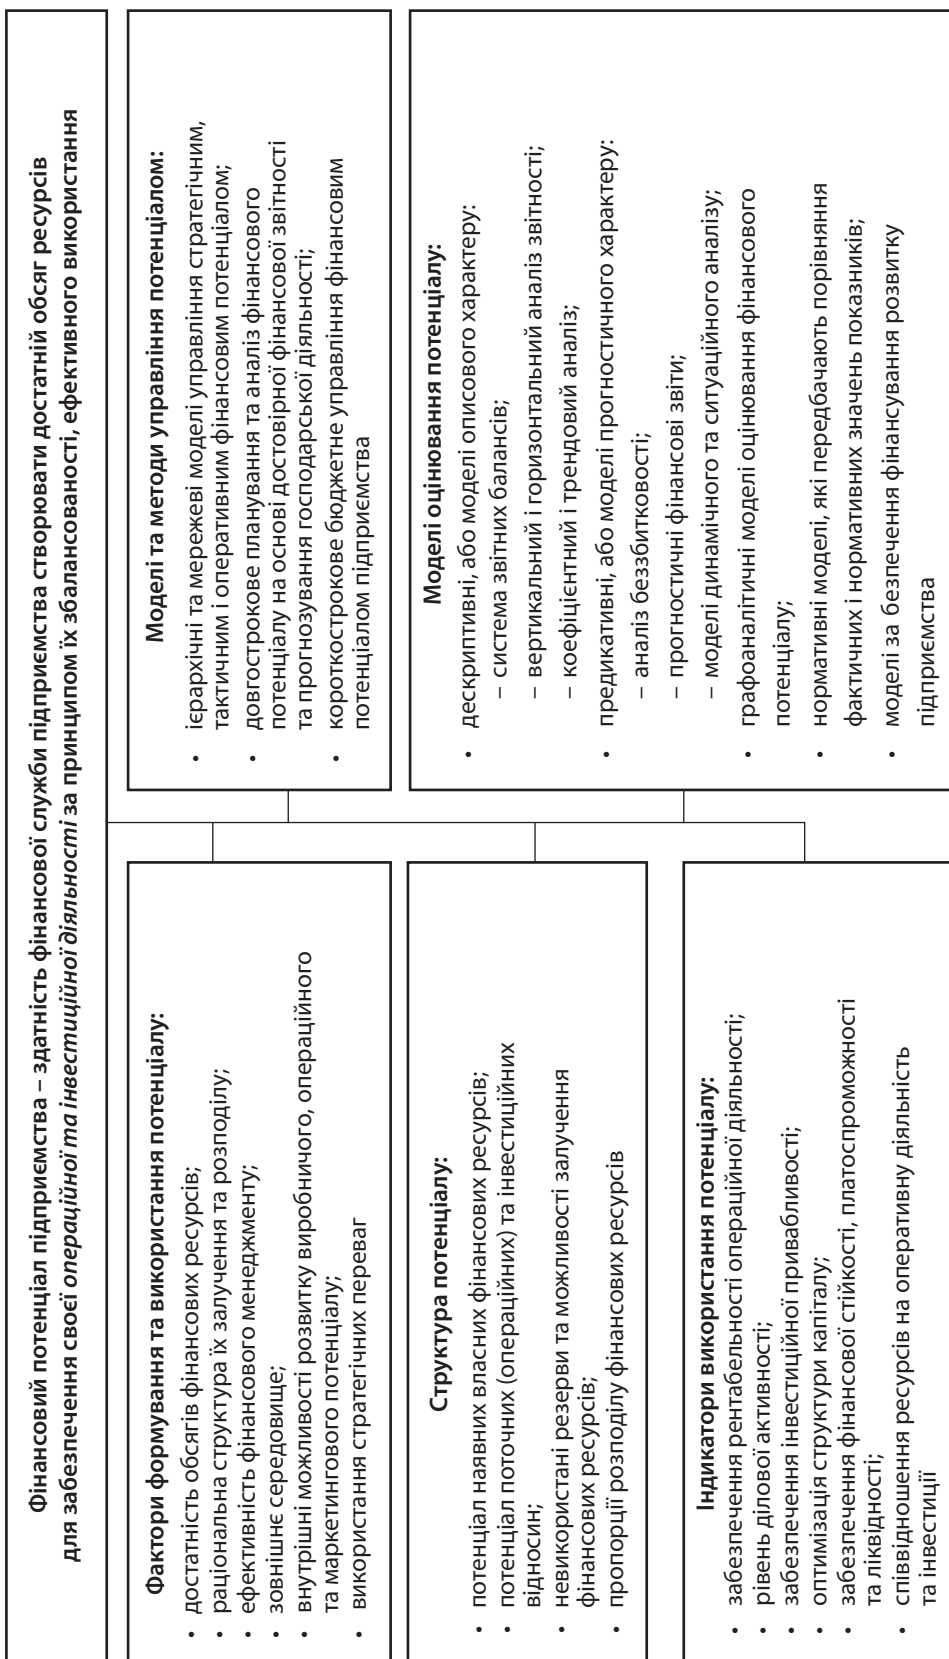 Фінансовий потенціал підприємства – здатність фінансової служби підприємства створювати достатній обсяг ресурсів
для забезпечення своєї операційної та інвестиційної діяльності за принципом їх збалансованості, ефективного використання
Фактори формування та використання потенціалу:
• достатність обсягів фінансових ресурсів;
• раціональна структура їх залучення та розподілу;
• ефективність фінансового менеджменту;
• зовнішнє середовище;
• внутрішні можливості розвитку виробничого, операційного
та маркетингового потенціалу;
• використання стратегічних переваг
Моделі та методи управління потенціалом:
• ієрархічні та мережеві моделі управління стратегічним,
тактичним і оперативним фінансовим потенціалом;
• довгострокове планування та аналіз фінансового
потенціалу на основі достовірної фінансової звітності
та прогнозування господарської діяльності;
• короткострокове бюджетне управління фінансовим
потенціалом підприємства
Структура потенціалу:
• потенціал наявних власних фінансових ресурсів;
• потенціал поточних (операційних) та інвестиційних
відносин;
• невикористані резерви та можливості залучення
фінансових ресурсів;
• пропорції розподілу фінансових ресурсів
Моделі оцінювання потенціалу:
• дескриптивні, або моделі описового характеру:
– система звітних балансів;
– вертикальний і горизонтальний аналіз звітності;
– коефіцієнтний і трендовий аналіз;
• предикативні, або моделі прогностичного характеру:
– аналіз беззбитковості;
– прогностичні фінансові звіти;
– моделі динамічного та ситуаційного аналізу;
• графоаналітичні моделі оцінювання фінансового
потенціалу;
• нормативні моделі, які передбачають порівняння
фактичних і нормативних значень показників;
• моделі за безпечення фінансування розвитку
підприємства
Індикатори використання потенціалу:
• забезпечення рентабельності операційної діяльності;
• рівень ділової активності;
• забезпечення інвестиційної привабливості;
• оптимізація структури капіталу;
• забезпечення фінансової стійкості, платоспроможності
та ліквідності;
• співвідношення ресурсів на оперативну діяльність
та інвестиції